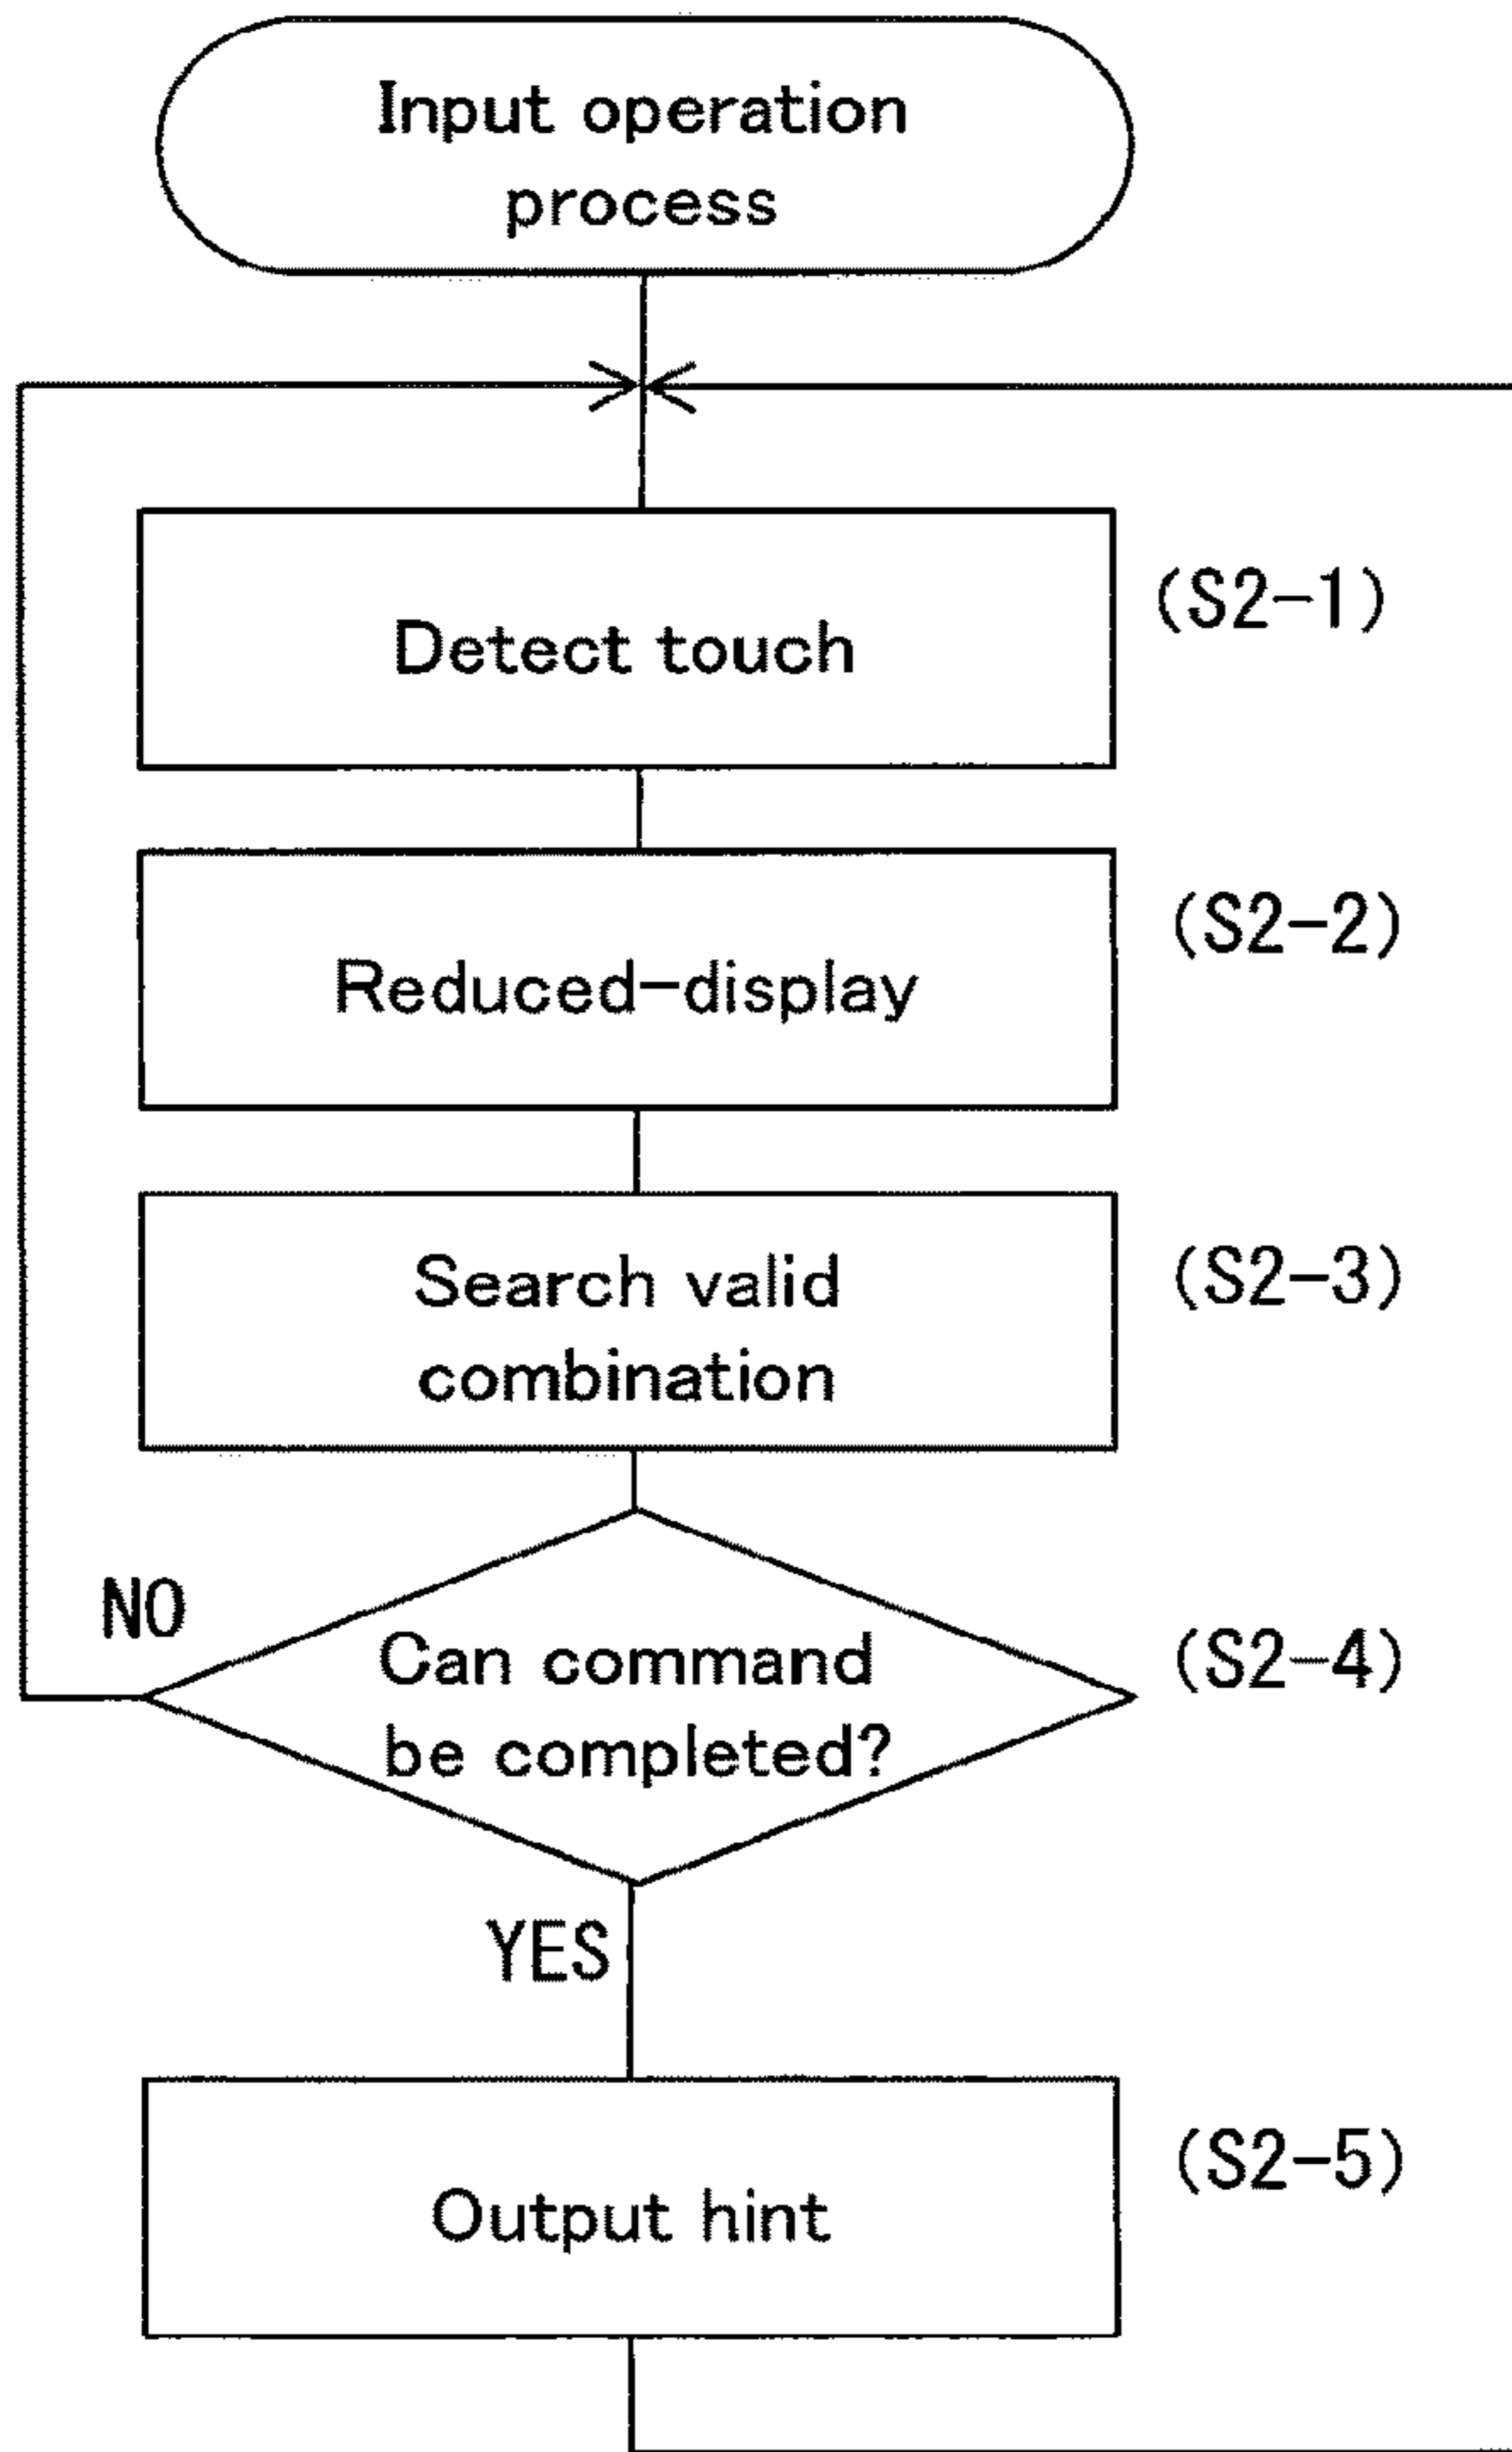 Input operation
process
Detect touch
(S2-1)
Reduced-display
(S2-2)
Search valid
combination
(S2-3)
NO
Can command
be completed?
(S2-4)
YES
Output hint
(S2-5)